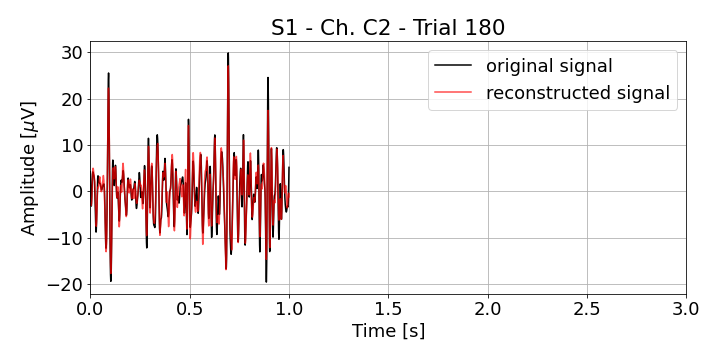 S1 - Ch. C2 - Trial 180
original signal
reconstructed signal
Amplitude [μV]
30
20
10
0
−10
−20
0.0 0.5 1.0 1.5 2.0 2.5 3.0
Time [s]